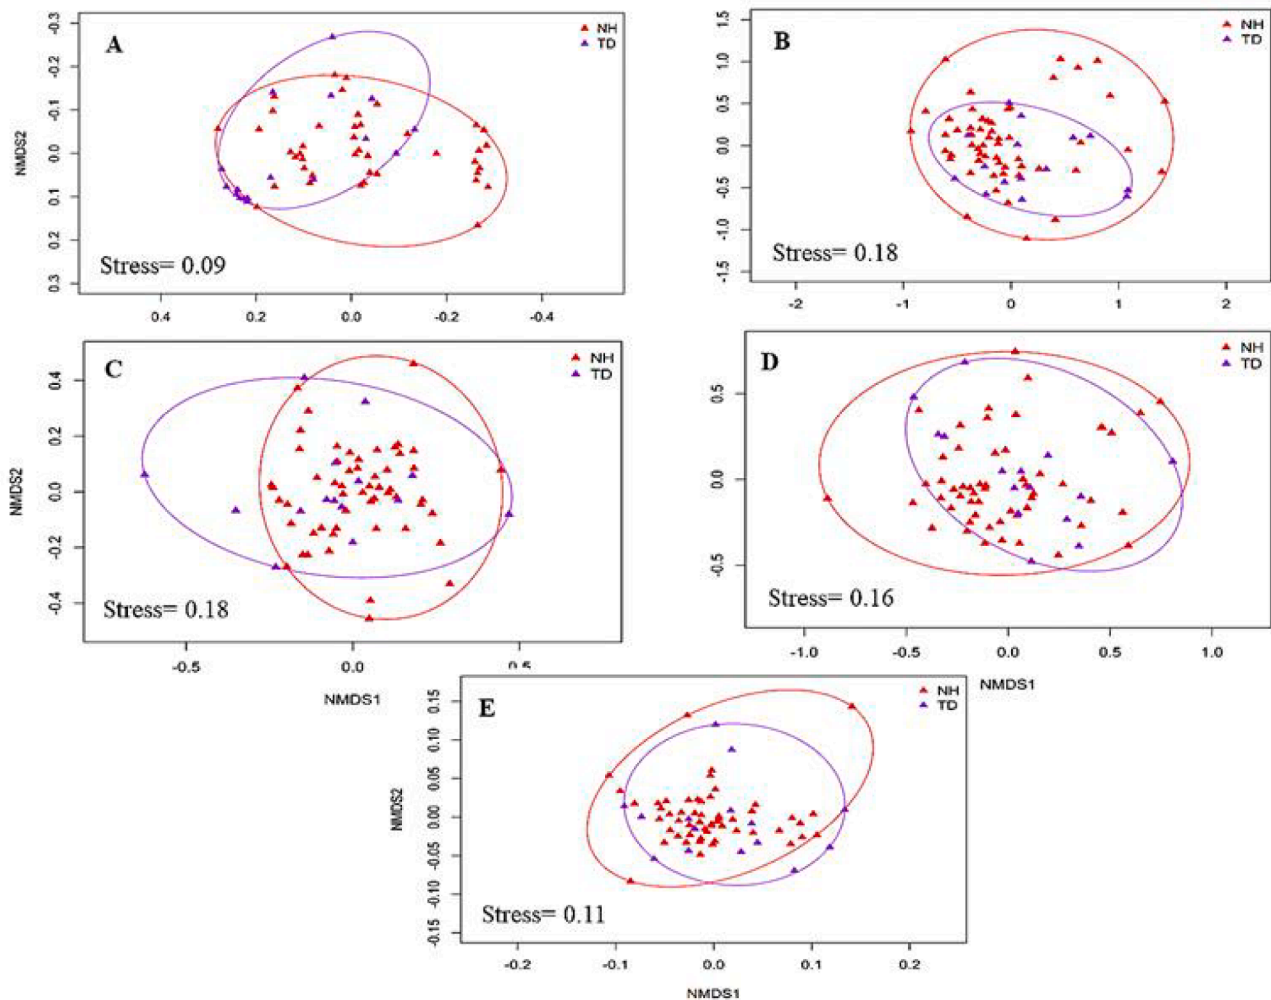 A
NH
TD
NMDS2
-0.3
-0.2
-0.1
0.0
0.1
0.2
0.3
Stress= 0.09
0.4
0.2
0.0
-0.2
-0.4
B
NH
TD
1.5
1.0
0.5
0.0
-0.5
-1.0
-1.5
Stress= 0.18
-2
-1
0
1
2
C
NH
TD
NMDS2
0.4
0.2
0.0
-0.2
-0.4
Stress= 0.18
-0.5
0.0
NMDS1
D
NH
TD
0.5
0.0
-0.5
Stress= 0.16
-1.0
-0.5
0.0
0.5
1.0
NMDS1
E
NH
TD
NMDS2
0.15
0.10
0.05
0.00
-0.05
-0.10
-0.15
Stress= 0.11
-0.2
-0.1
0.0
0.1
0.2
NMDS1